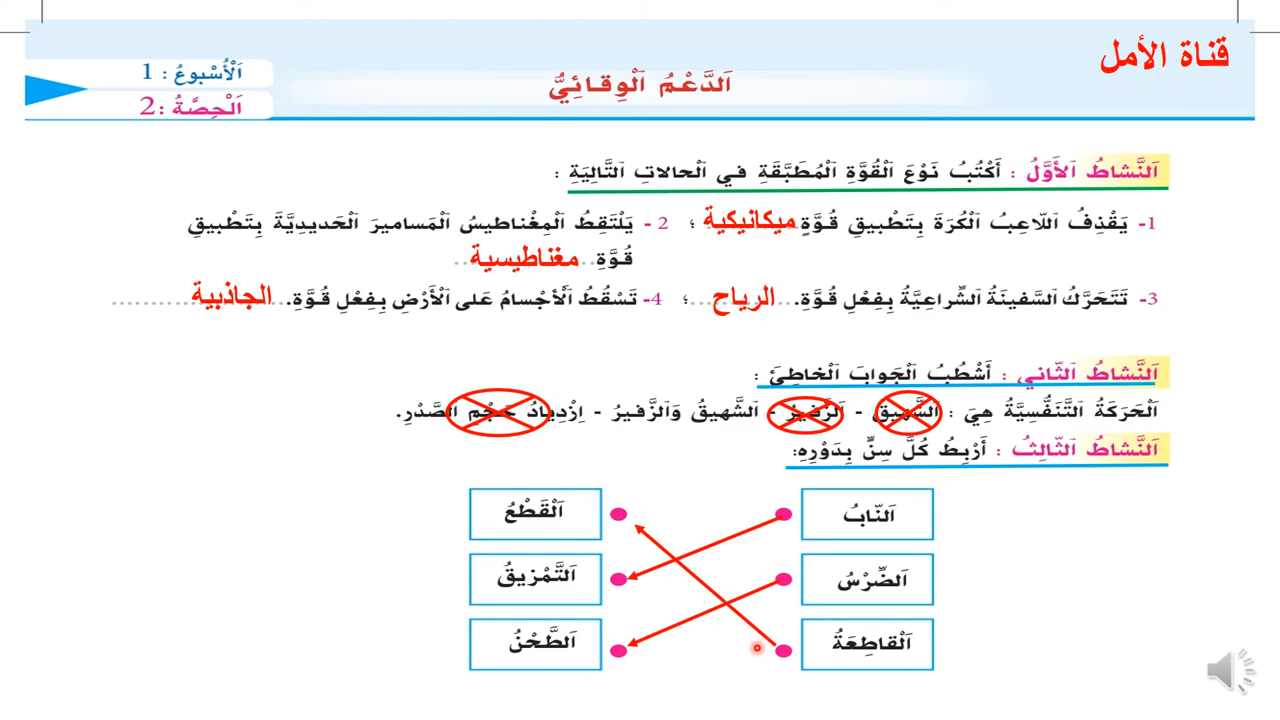 قناة الأمل
اَلْأُسْبوعُ : 1
اَلْحِصَّةُ : 2
اَلدَّعْمُ اَلْوِقائِيُّ
اَلنَّشاطُ اَلأَوَّلُ : أَكْتُبُ نَوْعَ اَلْقُوَّةِ اَلْمُطَبَّقَةِ في اَلْحالاتِ اَلتَّالِيَةِ :
1- يَقْذِفُ اَللّاعِبُ اَلْكُرَةَ بِتَطْبيقِ قُوَّةٍ ميكانيكية ؛ 2- يَلْتَقِطُ اَلْمِغْناطيسُ اَلْمَساميرَ اَلْحَديدِيَّةَ بِتَطْبيقِ
قُوَّةِ.. مغناطيسية ..
3- تَتَحَرَّكُ اَلسَّفينَةُ اَلشِّراعِيَّةُ بِفِعْلِ قُوَّةِ.... الرياح .... ؛ 4- تَسْقُطُ اَلْأَجْسامُ عَلى اَلْأَرْضِ بِفِعْلِ قُوَّةِ.. الجاذبية ............
اَلنَّشاطُ اَلثّاني : أَشْطُبُ اَلْجَوابَ اَلْخاطِئَ :
اَلْحَرَكَةُ اَلتَّنَفُّسِيَّةُ هِيَ : اَلشَّهيقُ - اَلزَّفيرُ - اَلشَّهيقُ وَاَلزَّفيرُ - اِزْدِيادُ حَجْمِ الصَّدْرِ.
اَلنَّشاطُ اَلثّالِثُ : أَرْبِطُ كُلَّ سِنٍّ بِدَوْرِهِ:
اَلنّابُ اَلْقَطْعُ
اَلضِّرْسُ اَلتَّمْزيقُ
اَلْقاطِعَةُ اَلطَّحْنُ